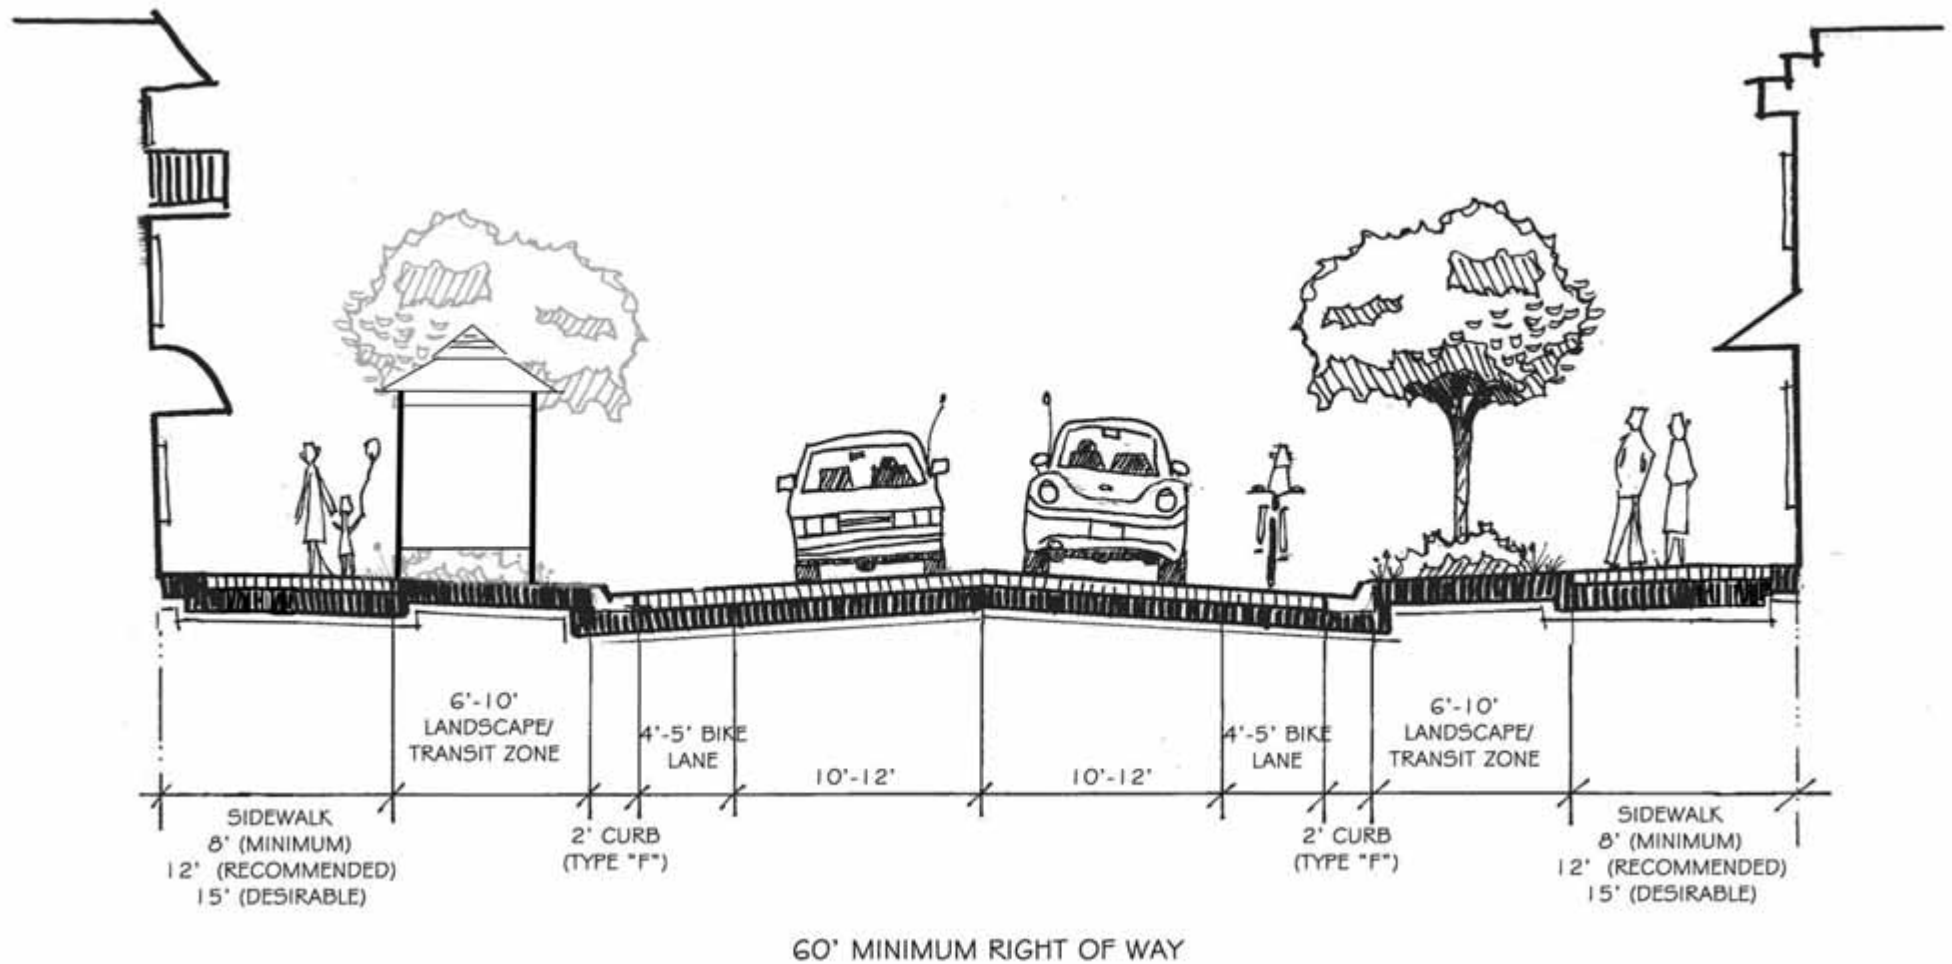 6'-10'
LANDSCAPE/
TRANSIT ZONE
4'-5' BIKE
LANE
10'-12'
10'-12'
4'-5' BIKE
LANE
6'-10'
LANDSCAPE/
TRANSIT ZONE
SIDEWALK
8' (MINIMUM)
12' (RECOMMENDED)
15' (DESIRABLE)
2' CURB
(TYPE "F")
2' CURB
(TYPE "F")
SIDEWALK
8' (MINIMUM)
12' (RECOMMENDED)
15' (DESIRABLE)
60' MINIMUM RIGHT OF WAY